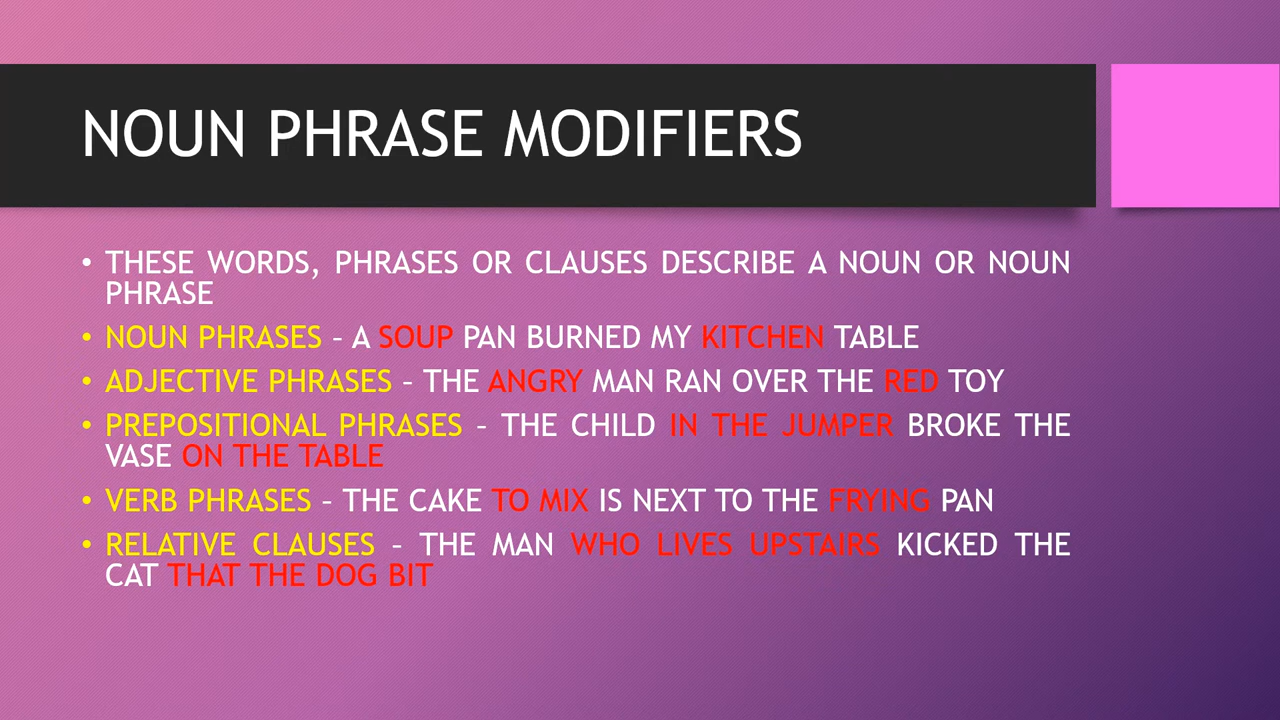 NOUN PHRASE MODIFIERS
• THESE WORDS, PHRASES OR CLAUSES DESCRIBE A NOUN OR NOUN
PHRASE
• NOUN PHRASES – A SOUP PAN BURNED MY KITCHEN TABLE
• ADJECTIVE PHRASES – THE ANGRY MAN RAN OVER THE RED TOY
• PREPOSITIONAL PHRASES – THE CHILD IN THE JUMPER BROKE THE
VASE ON THE TABLE
• VERB PHRASES – THE CAKE TO MIX IS NEXT TO THE FRYING PAN
• RELATIVE CLAUSES – THE MAN WHO LIVES UPSTAIRS KICKED THE
CAT THAT THE DOG BIT